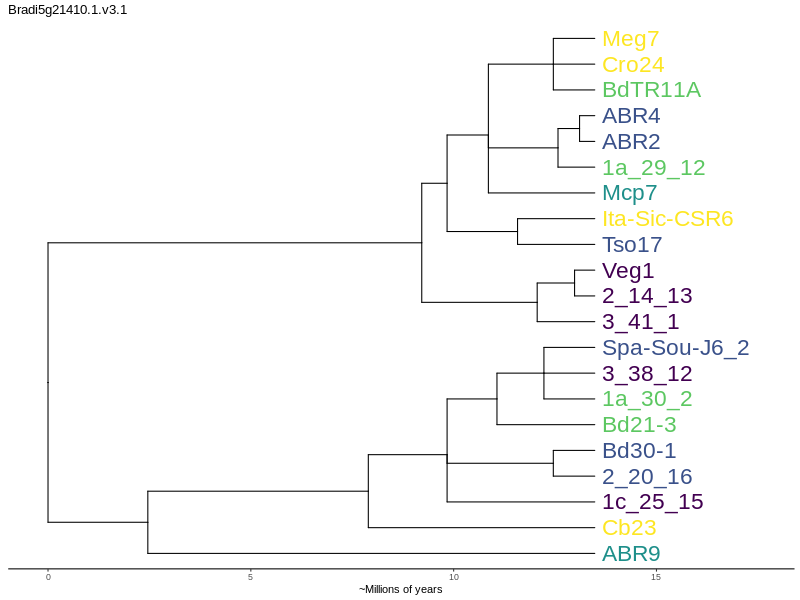 Bradi5g21410.1.v3.1
Meg7
Cro24
BdTR11A
ABR4
ABR2
1a_29_12
Mcp7
Ita-Sic-CSR6
Tso17
Veg1
2_14_13
3_41_1
Spa-Sou-J6_2
3_38_12
1a_30_2
Bd21-3
Bd30-1
2_20_16
1c_25_15
Cb23
ABR9
0 5 10 15
~Millions of years